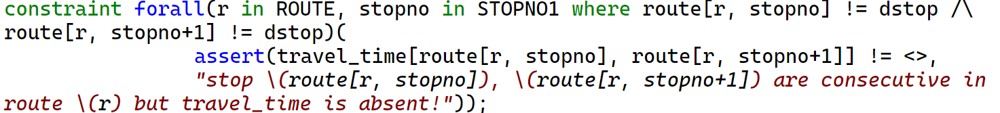 constraint forall(r in ROUTE, stopno in STOPNO1 where route[r, stopno] != dstop /\
route[r, stopno+1] != dstop)(
assert(travel_time[route[r, stopno], route[r, stopno+1]] != <>,
"stop \(route[r, stopno]), \(route[r, stopno+1]) are consecutive in
route \(r) but travel_time is absent!"));